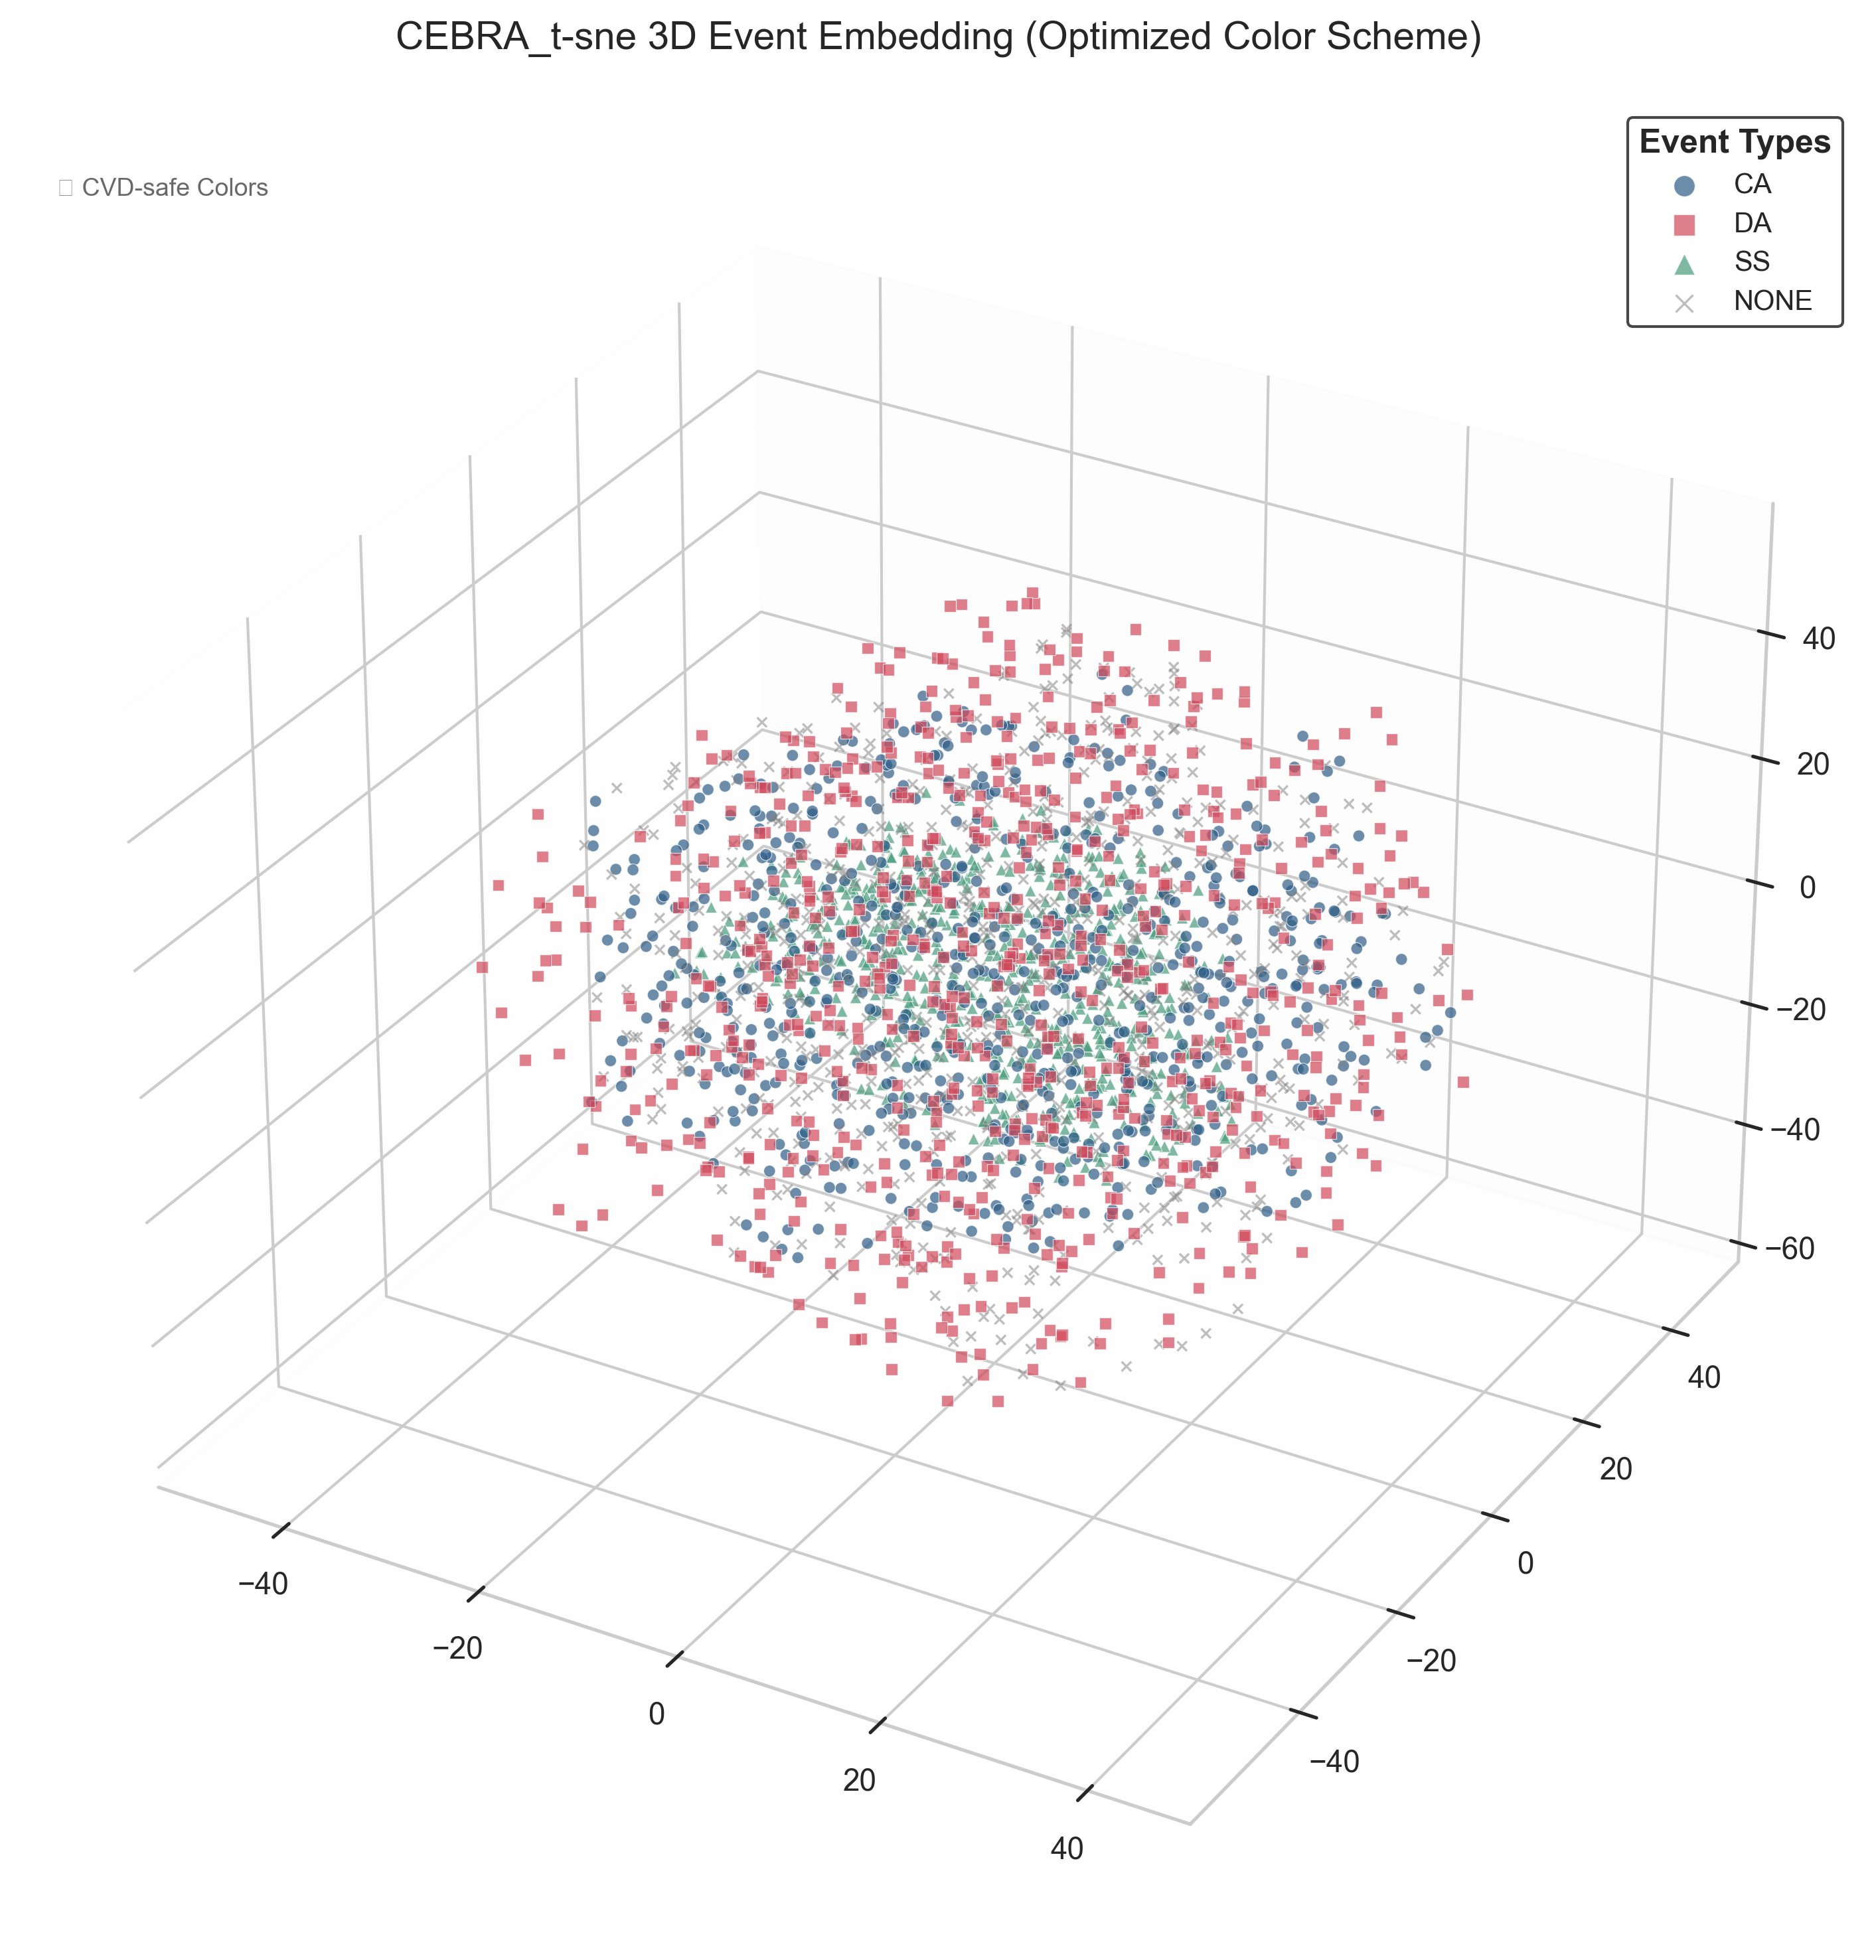 CEBRA_t-sne 3D Event Embedding (Optimized Color Scheme)
Event Types
CA
DA
SS
NONE
CVD-safe Colors
40
20
0
−20
−40
−60
40
20
0
−20
−40
−40
−20
0
20
40